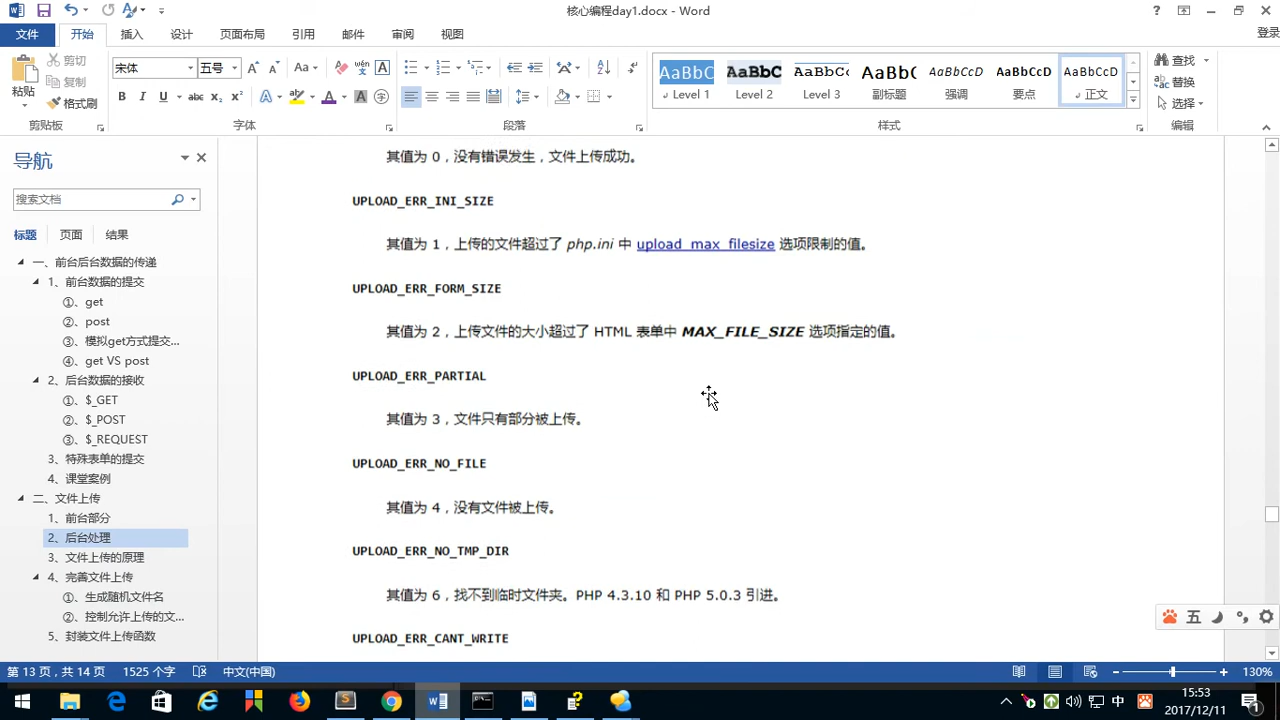 核心编程day1.docx - Word
登录
文件
开始
插入
设计
页面布局
引用
邮件
审阅
视图
粘贴
剪切
复制
格式刷
剪贴板
宋体
五号
字体
段落
AaBbC
Level 1
AaBbC
Level 2
AaBbC
Level 3
AaBbC
副标题
AaBbCcD
强调
AaBbCcD
要点
AaBbCcD
正文
样式
查找
替换
选择
编辑
导航
搜索文档
标题 页面 结果
一、前台后台数据的传递
1、前台数据的提交
①、get
②、post
③、模拟get方式提交...
④、get VS post
2、后台数据的接收
①、$_GET
②、$_POST
③、$_REQUEST
3、特殊表单的提交
4、课堂案例
二、文件上传
1、前台部分
2、后台处理
3、文件上传的原理
4、完善文件上传
①、生成随机文件名
②、控制允许上传的文...
5、封装文件上传函数
其值为 0，没有错误发生，文件上传成功。
UPLOAD_ERR_INI_SIZE
其值为 1，上传的文件超过了 php.ini 中 upload_max_filesize 选项限制的值。
UPLOAD_ERR_FORM_SIZE
其值为 2，上传文件的大小超过了 HTML 表单中 MAX_FILE_SIZE 选项指定的值。
UPLOAD_ERR_PARTIAL
其值为 3，文件只有部分被上传。
UPLOAD_ERR_NO_FILE
其值为 4，没有文件被上传。
UPLOAD_ERR_NO_TMP_DIR
其值为 6，找不到临时文件夹。PHP 4.3.10 和 PHP 5.0.3 引进。
UPLOAD_ERR_CANT_WRITE
五
第 13 页，共 14 页 1525 个字 中文(中国)
130%
中
15:53
2017/12/11